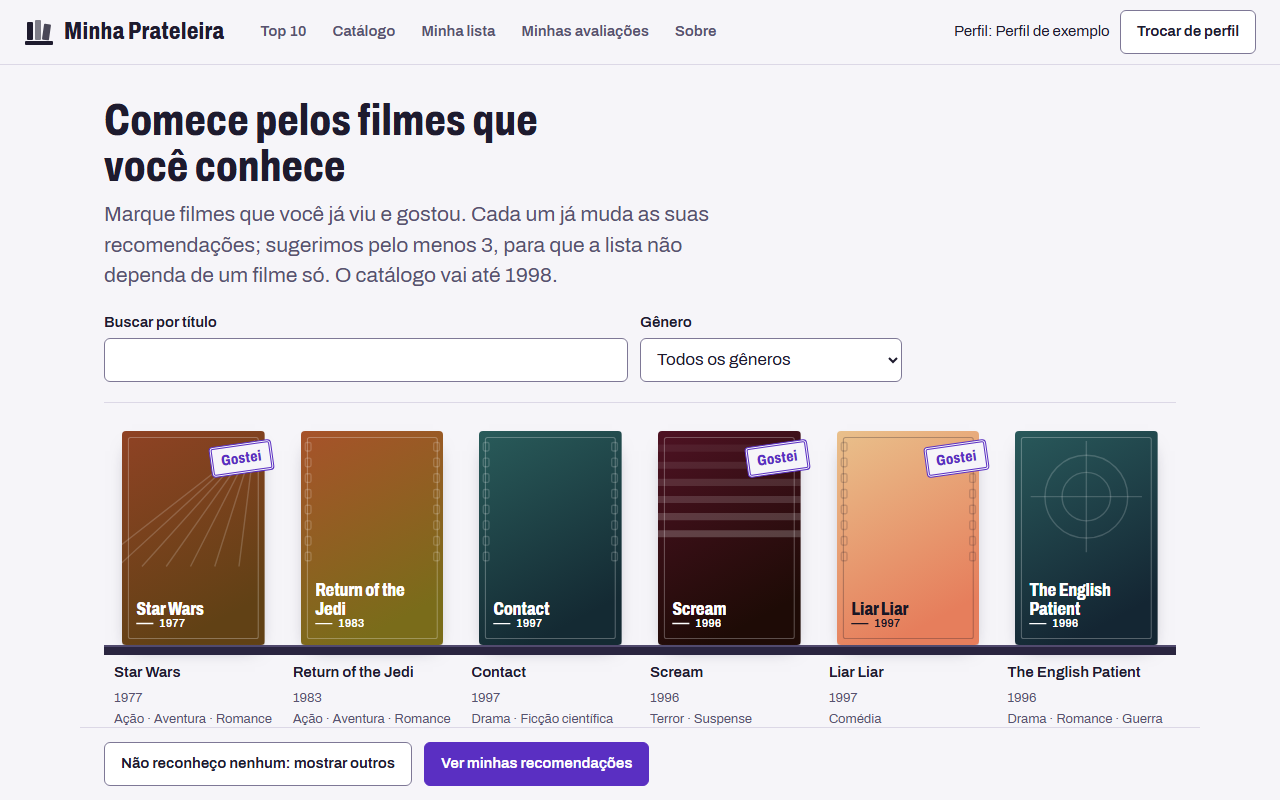 Minha Prateleira
Top 10
Catálogo
Minha lista
Minhas avaliações
Sobre
Perfil: Perfil de exemplo
Trocar de perfil
Comece pelos filmes que
você conhece
Marque filmes que você já viu e gostou. Cada um já muda as suas
recomendações; sugerimos pelo menos 3, para que a lista não
dependa de um filme só. O catálogo vai até 1998.
Buscar por título
Gênero
Todos os gêneros
Gostei
Star Wars
1977
Return of the
Jedi
1983
Contact
1997
Gostei
Scream
1996
Gostei
Liar Liar
1997
The English
Patient
1996
Star Wars
1977
Ação · Aventura · Romance
Return of the Jedi
1983
Ação · Aventura · Romance
Contact
1997
Drama · Ficção científica
Scream
1996
Terror · Suspense
Liar Liar
1997
Comédia
The English Patient
1996
Drama · Romance · Guerra
Não reconheço nenhum: mostrar outros
Ver minhas recomendações